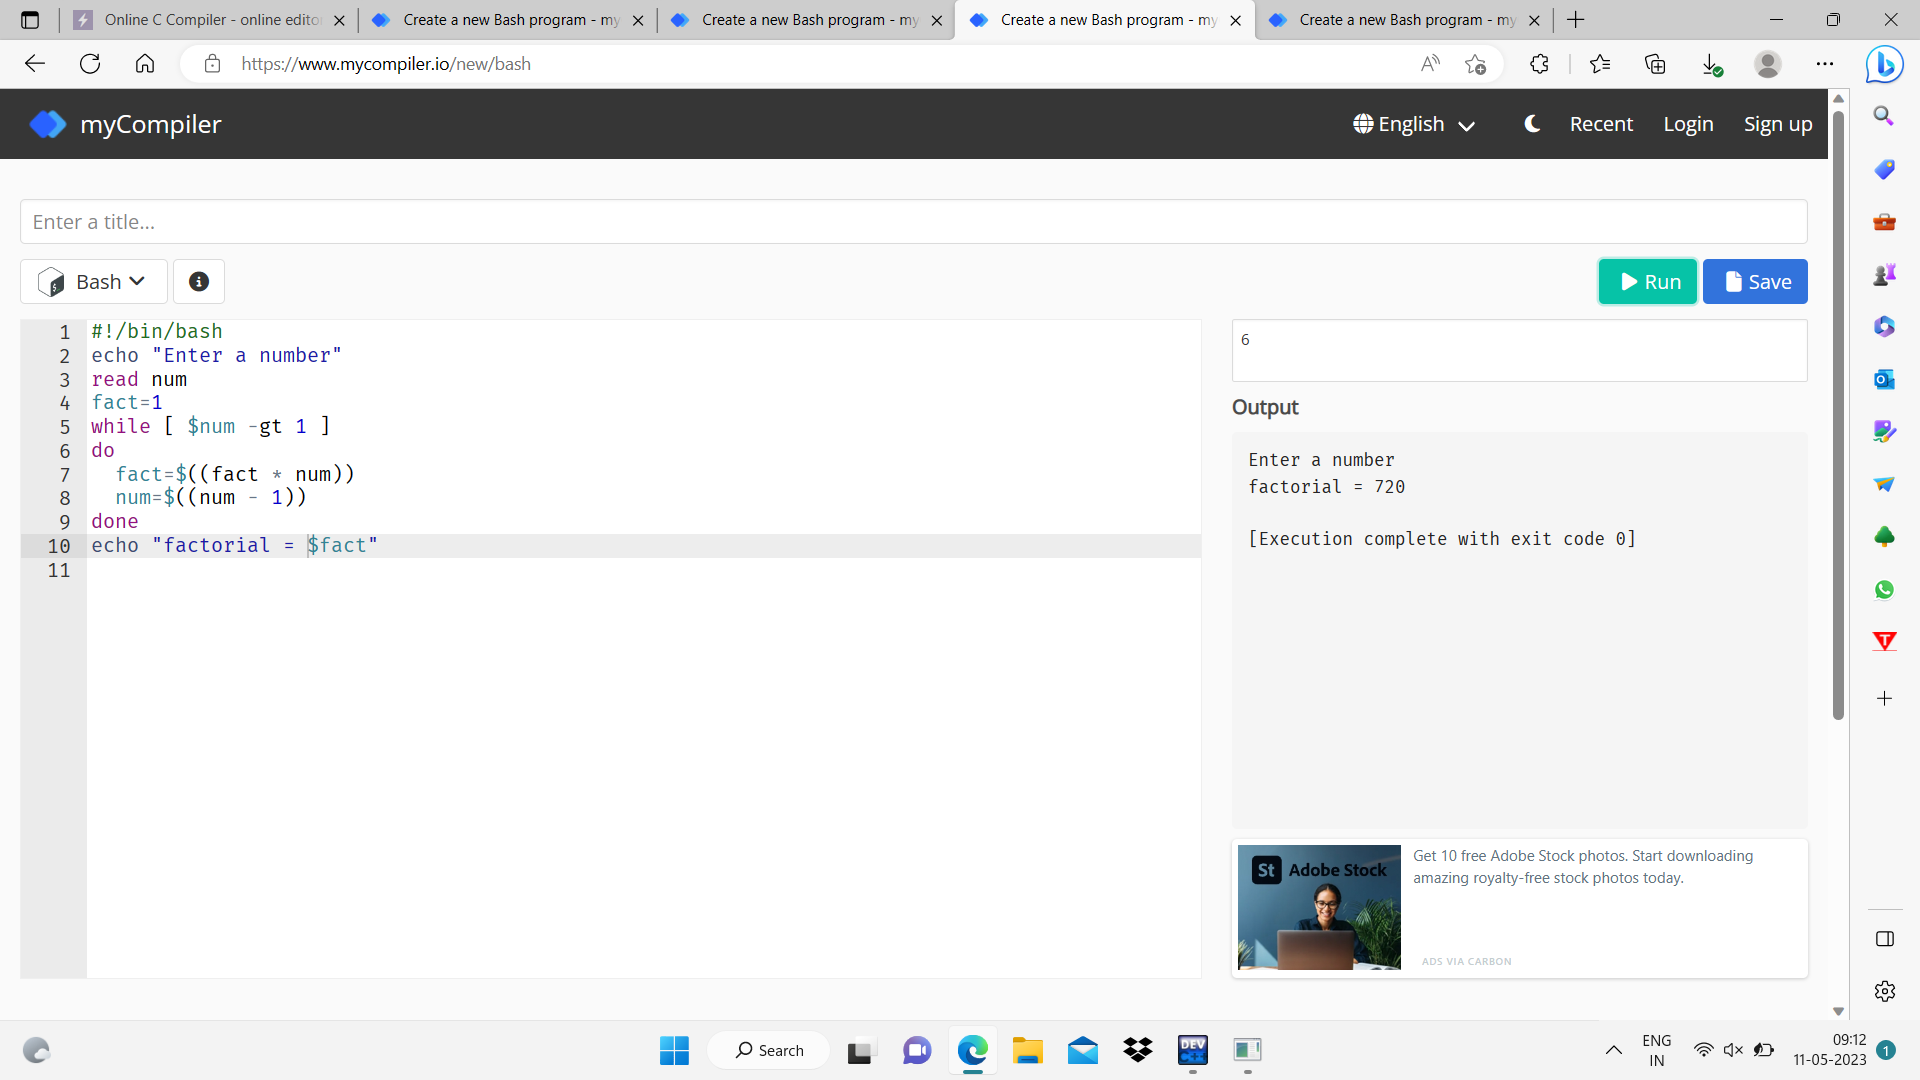 Online C Compiler - online edito
Create a new Bash program - my
Create a new Bash program - my
Create a new Bash program - my
Create a new Bash program - my
https://www.mycompiler.io/new/bash
myCompiler
English
Recent
Login
Sign up
Enter a title...
Bash
Run
Save
1 #!/bin/bash
2 echo "Enter a number"
3 read num
4 fact=1
5 while [ $num -gt 1 ]
6 do
7 fact=$((fact * num))
8 num=$((num - 1))
9 done
10 echo "factorial = $fact"
11
6
Output
Enter a number
factorial = 720
[Execution complete with exit code 0]
St Adobe Stock
Get 10 free Adobe Stock photos. Start downloading
amazing royalty-free stock photos today.
ADS VIA CARBON
Search
DEV
C++
ENG
IN
09:12
11-05-2023
1